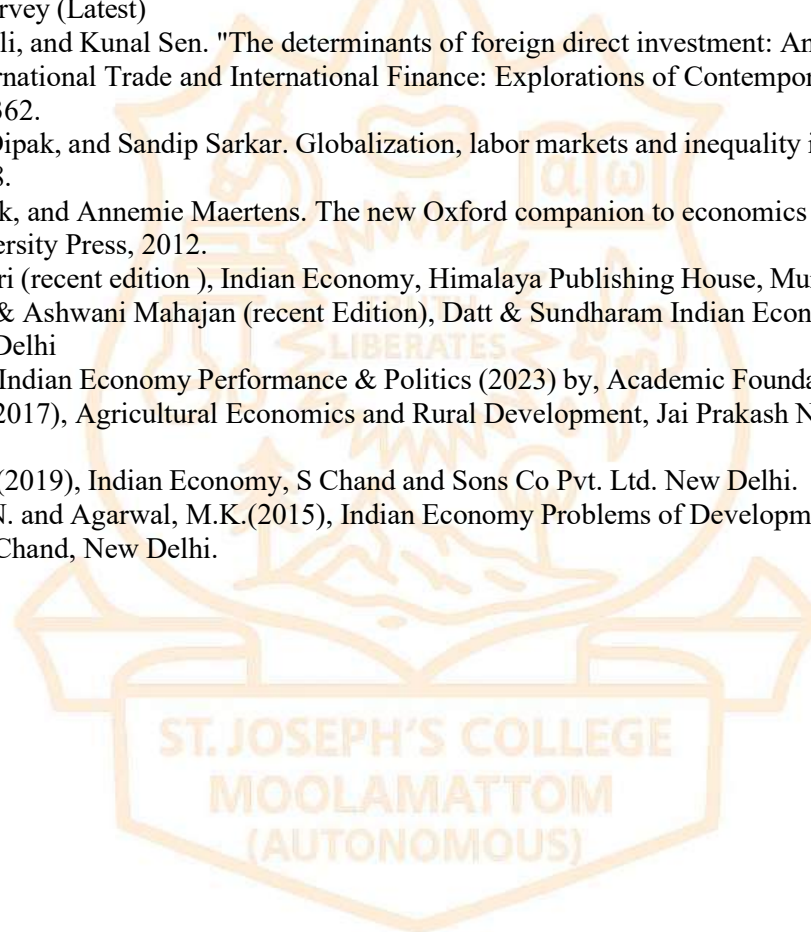 rvey (Latest)
li, and Kunal Sen. "The determinants of foreign direct investment: An
rnational Trade and International Finance: Explorations of Contempor
362.
Dipak, and Sandip Sarkar. Globalization, labor markets and inequality i
8.
k, and Annemie Maertens. The new Oxford companion to economics
ersity Press, 2012.
ri (recent edition ), Indian Economy, Himalaya Publishing House, Mu
& Ashwani Mahajan (recent Edition), Datt & Sundharam Indian Econ
Delhi
Indian Economy Performance & Politics (2023) by, Academic Founda
2017), Agricultural Economics and Rural Development, Jai Prakash N
(2019), Indian Economy, S Chand and Sons Co Pvt. Ltd. New Delhi.
N. and Agarwal, M.K.(2015), Indian Economy Problems of Developm
Chand, New Delhi.
α ω
LIBERATES
ST. JOSEPH'S COLLEGE
MOOLAMATTOM
(AUTONOMOUS)